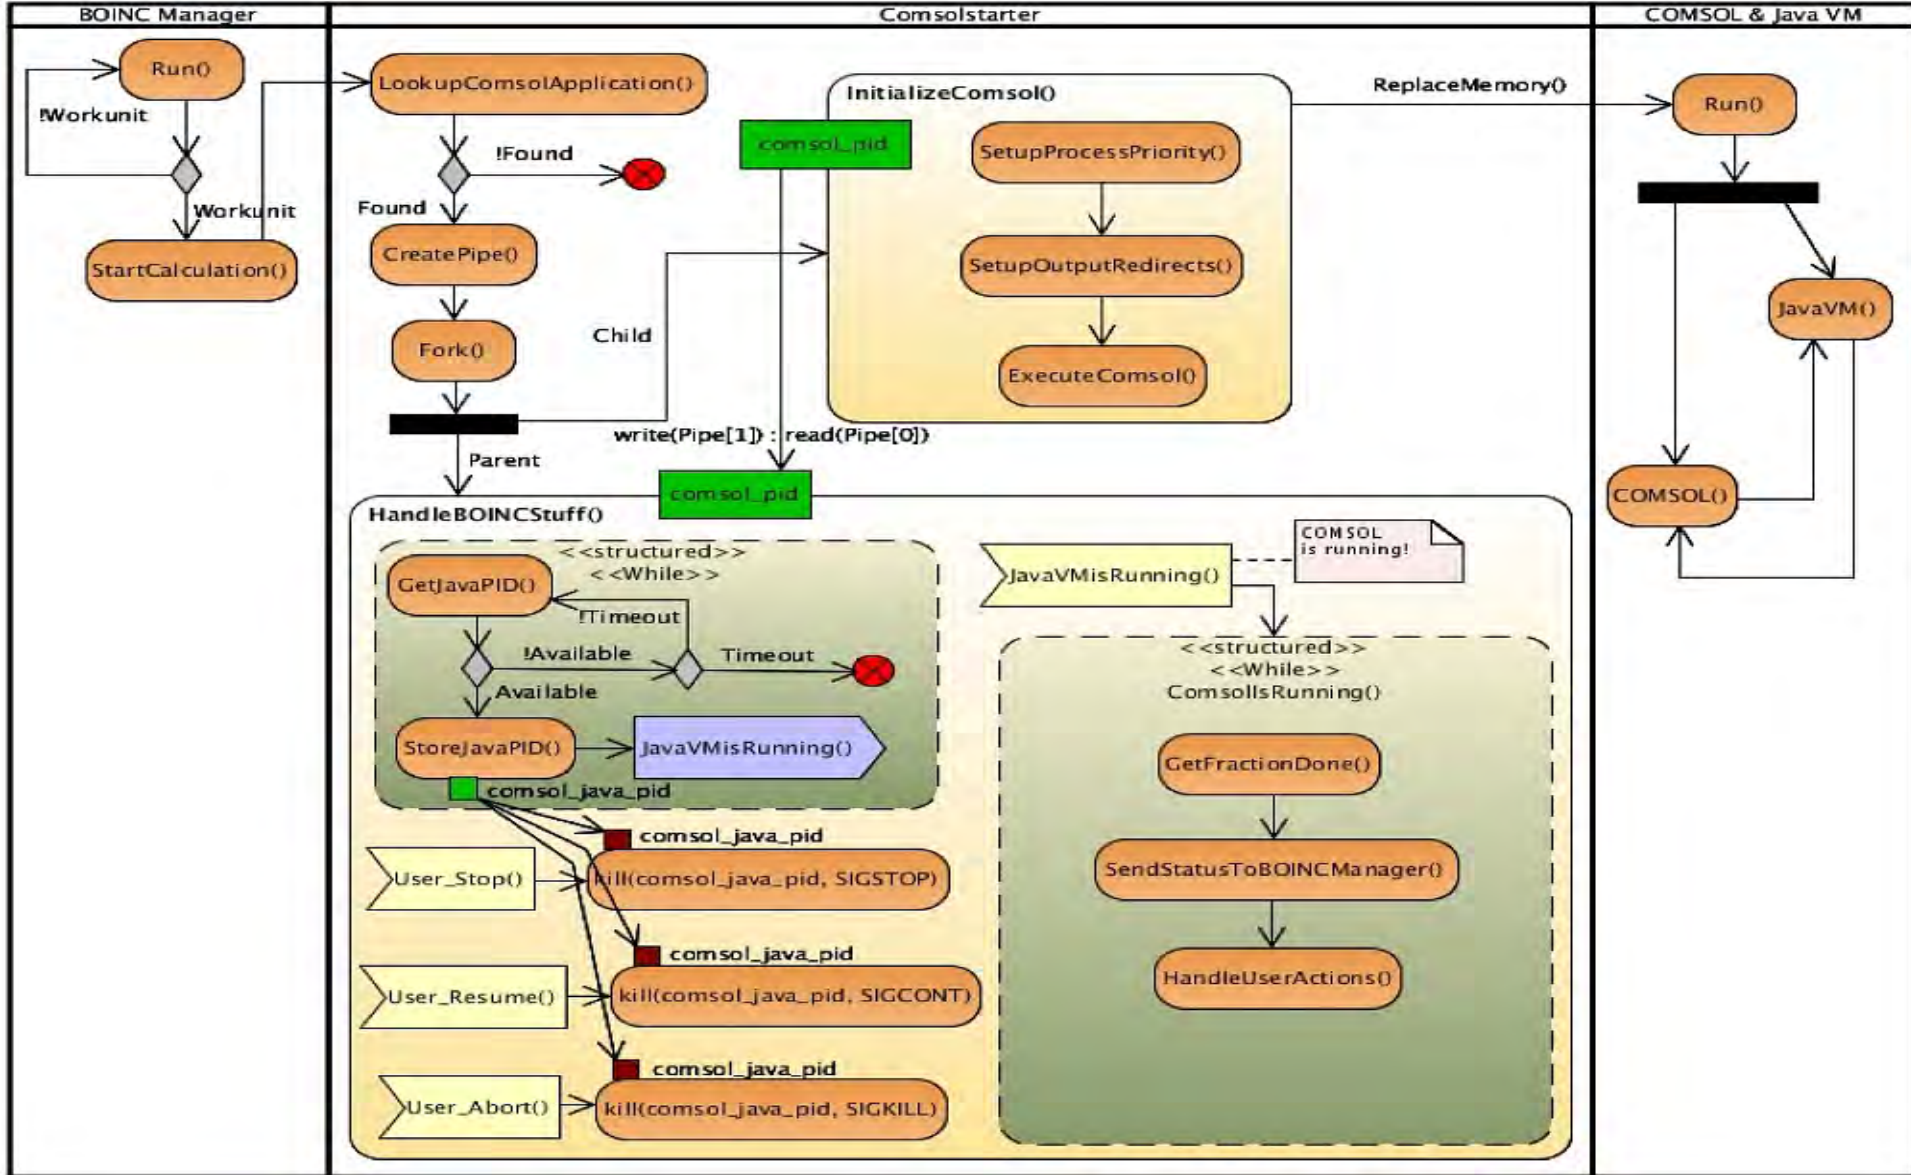 BOINC Manager
Comsolstarter
COMSOL & Java VM
Run()
!Workunit
Workunit
StartCalculation()
LookupComsolApplication()
!Found
Found
CreatePipe()
Fork()
Child
Parent
InitializeComsol()
comsol_pid
SetupProcessPriority()
SetupOutputRedirects()
ExecuteComsol()
write(Pipe[1]) : read(Pipe[0])
comsol_pid
ReplaceMemory()
Run()
JavaVM()
COMSOL()
HandleBOINCStuff()
<<structured>>
<<While>>
GetJavaPID()
!Timeout
!Available
Timeout
Available
StoreJavaPID()
JavaVMisRunning()
comsol_java_pid
JavaVMisRunning()
COMSOL
is running!
<<structured>>
<<While>>
ComsolIsRunning()
GetFractionDone()
SendStatusToBOINCManager()
HandleUserActions()
comsol_java_pid
User_Stop()
kill(comsol_java_pid, SIGSTOP)
comsol_java_pid
User_Resume()
kill(comsol_java_pid, SIGCONT)
comsol_java_pid
User_Abort()
kill(comsol_java_pid, SIGKILL)